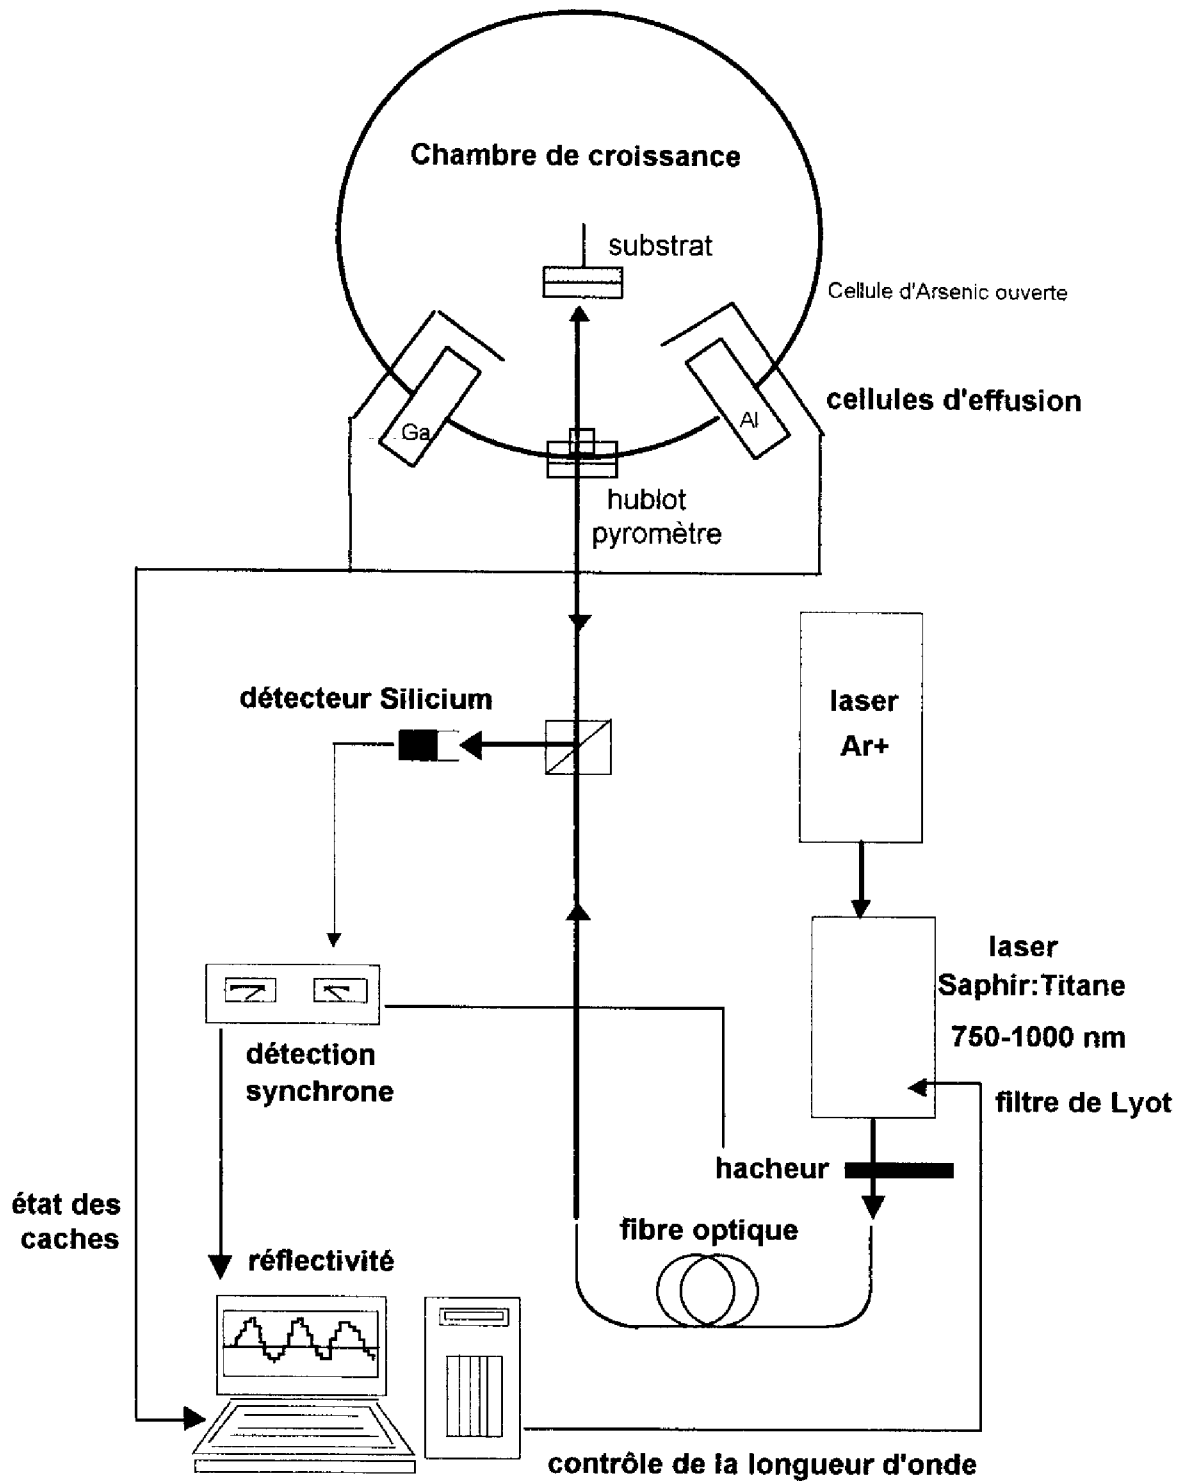 Chambre de croissance
substrat
Cellule d'Arsenic ouverte
cellules d'effusion
Ga
Al
hublot
pyromètre
détecteur Silicium
laser
Ar+
laser
Saphir:Titane
750-1000 nm
filtre de Lyot
détection
synchrone
hacheur
état des
caches
fibre optique
réflectivité
contrôle de la longueur d'onde